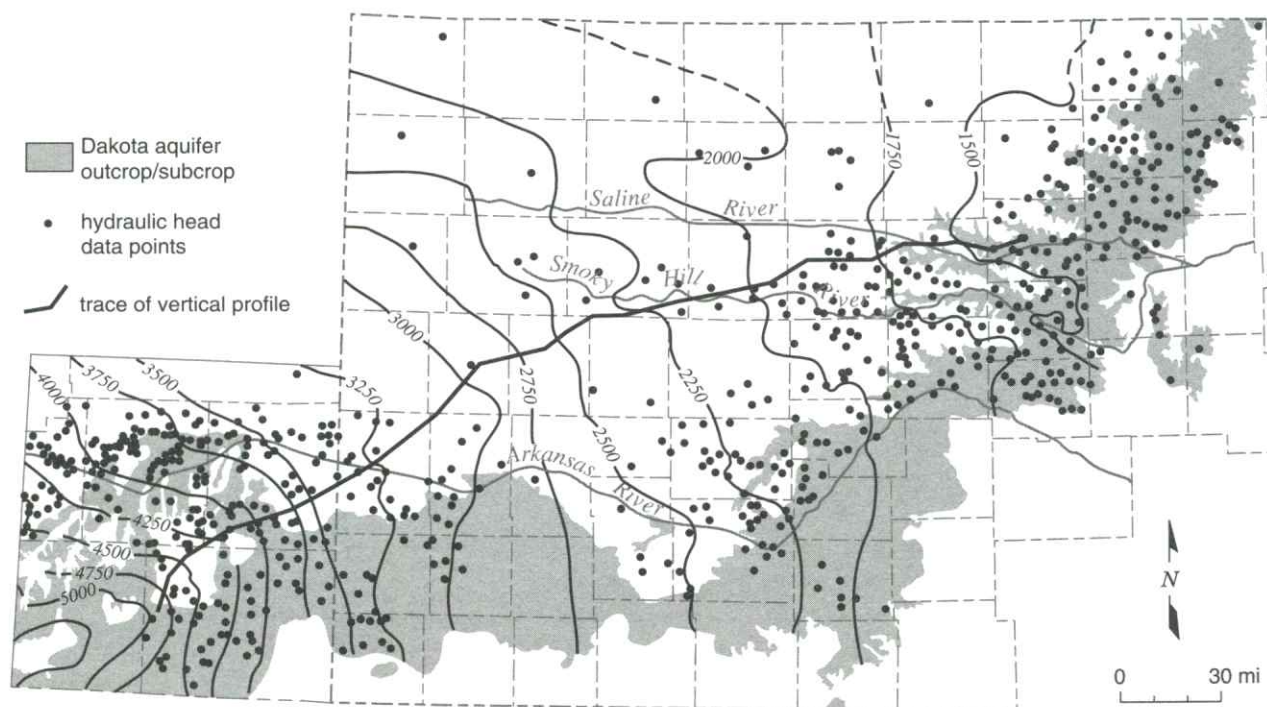 Dakota aquifer
outcrop/subcrop
hydraulic head
data points
trace of vertical profile
2000
1750
1500
Saline River
Smoky Hill River
3000
2750
2500
2250
3250
3500
3750
4000
Arkansas River
4250
4500
4750
5000
N
0 30 mi